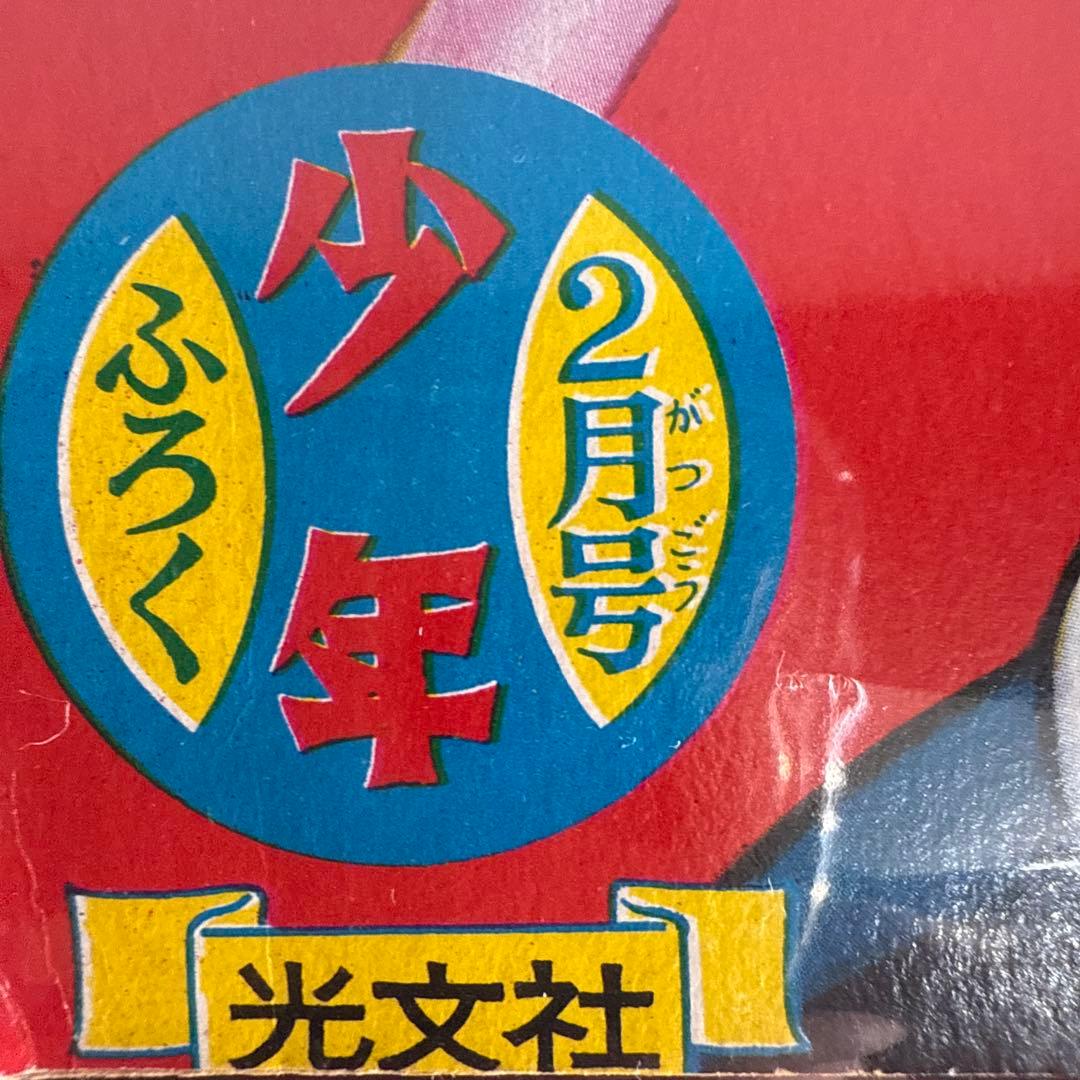 少年
2月号
がつごう
ふろく
光文社